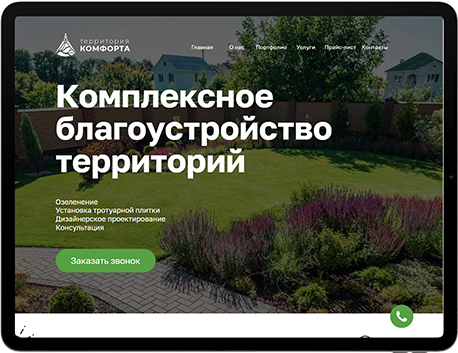 территория
КОМФОРТА
Главная О нас Портфолио Услуги Прайс-лист Контакты
Комплексное
благоустройство
территорий
Озеленение
Установка тротуарной плитки
Дизайнерское проектирование
Консультация
Заказать звонок